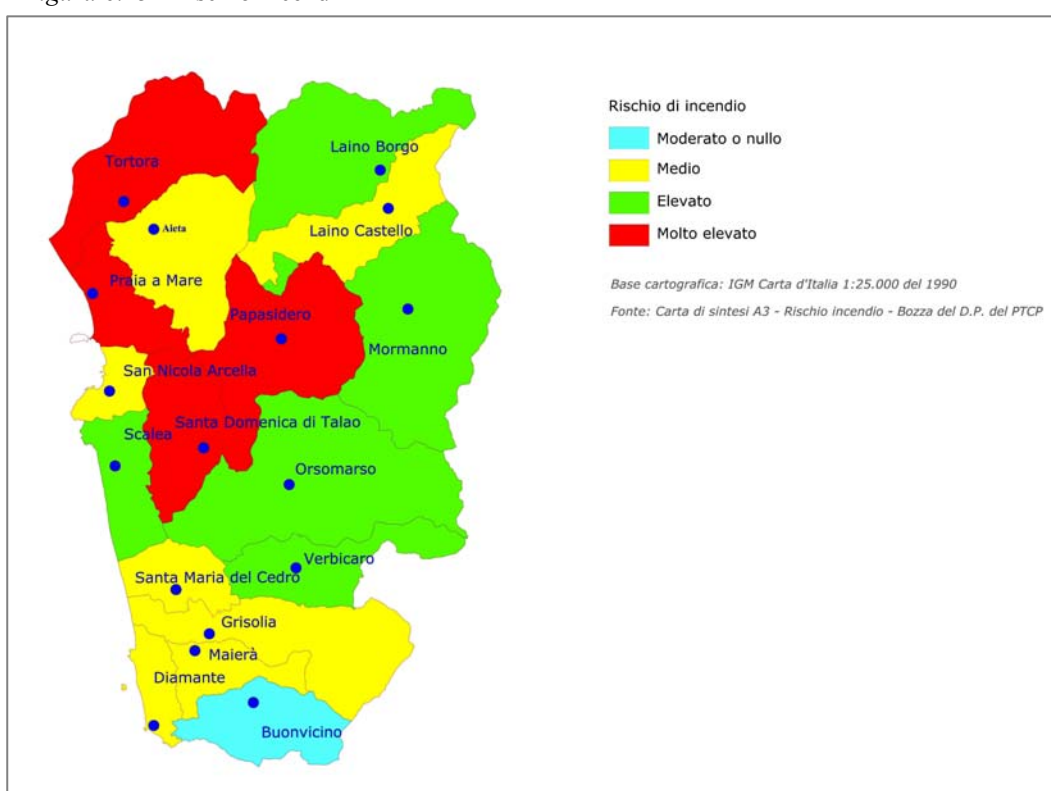 Rischio di incendio
Moderato o nullo
Medio
Elevato
Molto elevato
Base cartografica: IGM Carta d'Italia 1:25.000 del 1990
Fonte: Carta di sintesi A3 - Rischio incendio - Bozza del D.P. del PTCP
Laino Borgo
Tortora
Aieta
Laino Castello
Praia a Mare
Papasidero
Mormanno
San Nicola Arcella
Santa Domenica di Talao
Scalea
Orsomarso
Verbicaro
Santa Maria del Cedro
Grisolia
Maierà
Diamante
Buonvicino